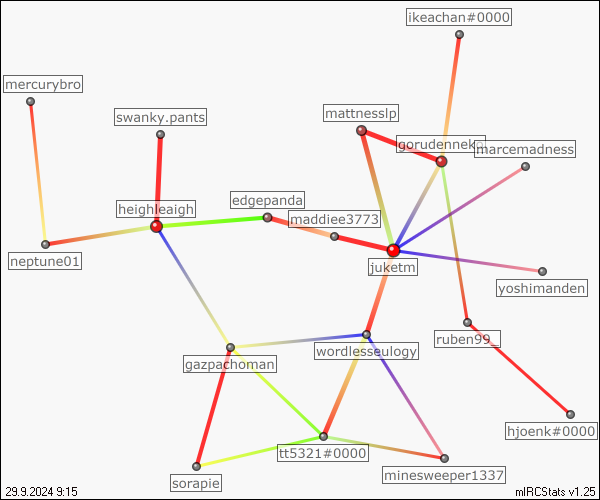 ikeachan#0000
mercurybro
mattnesslp
swanky.pants
gorudenneko
marcemadness
edgepanda
heighleaigh
maddiee3773
neptune01
juketm
yoshimanden
ruben99_
wordlesseulogy
gazpachoman
hjoenk#0000
tt5321#0000
minesweeper1337
sorapie
29.9.2024 9:15
mIRCStats v1.25